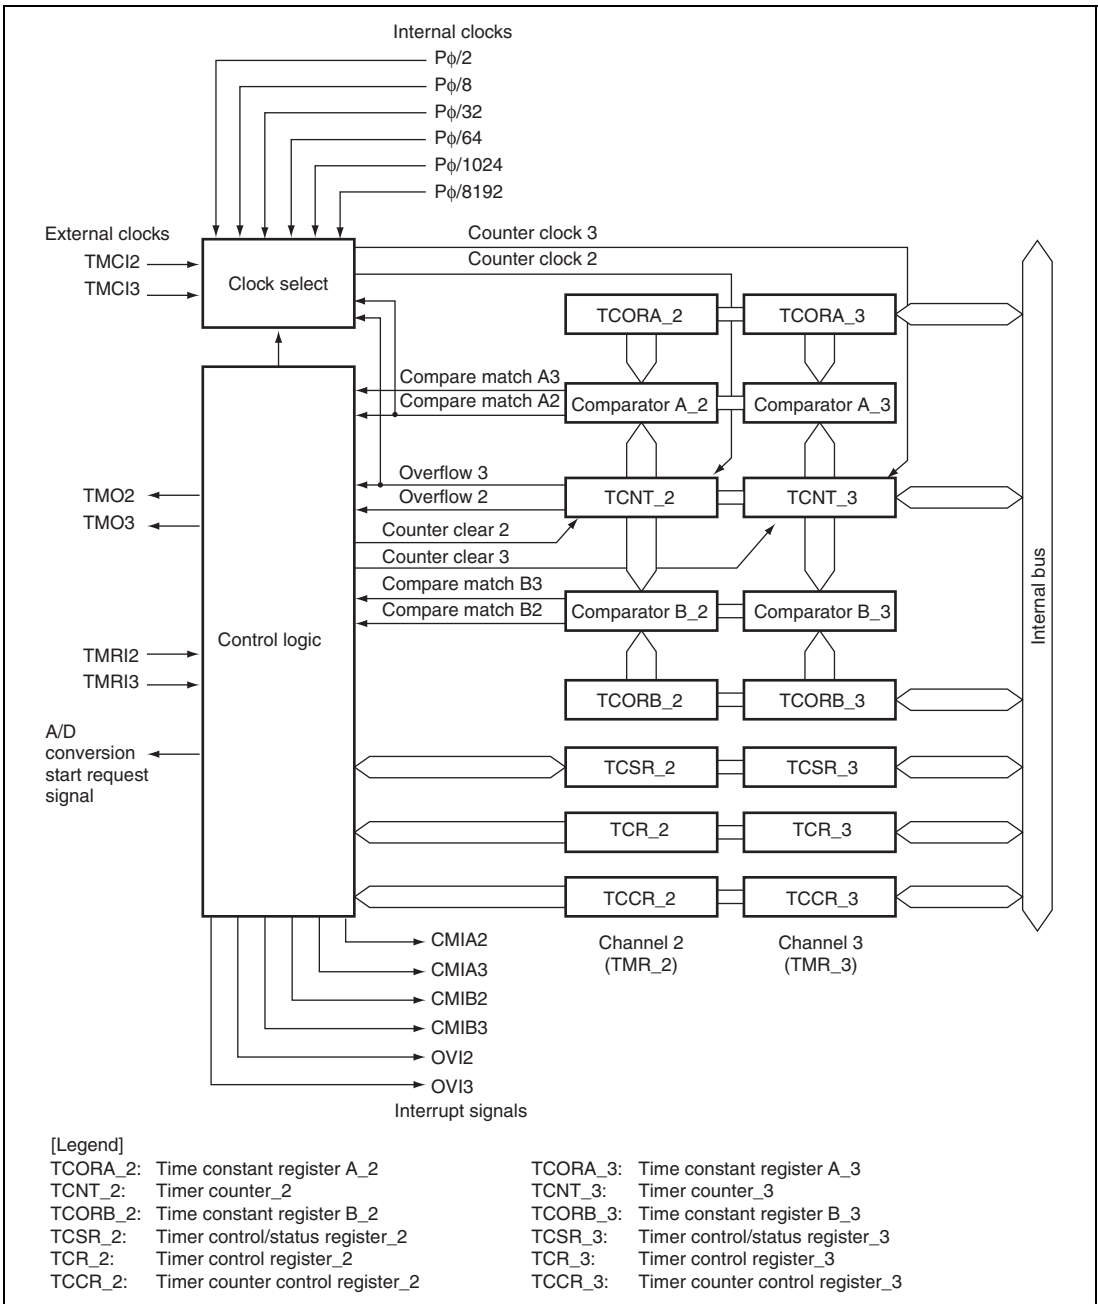 Internal clocks
Pϕ/2
Pϕ/8
Pϕ/32
Pϕ/64
Pϕ/1024
Pϕ/8192
External clocks
TMCI2
TMCI3
Clock select
Counter clock 3
Counter clock 2
TCORA_2
TCORA_3
Compare match A3
Compare match A2
Comparator A_2
Comparator A_3
TMO2
TMO3
Overflow 3
Overflow 2
TCNT_2
TCNT_3
Counter clear 2
Counter clear 3
Compare match B3
Compare match B2
Comparator B_2
Comparator B_3
Internal bus
Control logic
TMRI2
TMRI3
TCORB_2
TCORB_3
A/D
conversion
start request
signal
TCSR_2
TCSR_3
TCR_2
TCR_3
TCCR_2
TCCR_3
Channel 2
(TMR_2)
Channel 3
(TMR_3)
CMIA2
CMIA3
CMIB2
CMIB3
OVI2
OVI3
Interrupt signals
[Legend]
TCORA_2: Time constant register A_2
TCNT_2: Timer counter_2
TCORB_2: Time constant register B_2
TCSR_2: Timer control/status register_2
TCR_2: Timer control register_2
TCCR_2: Timer counter control register_2
TCORA_3: Time constant register A_3
TCNT_3: Timer counter_3
TCORB_3: Time constant register B_3
TCSR_3: Timer control/status register_3
TCR_3: Timer control register_3
TCCR_3: Timer counter control register_3